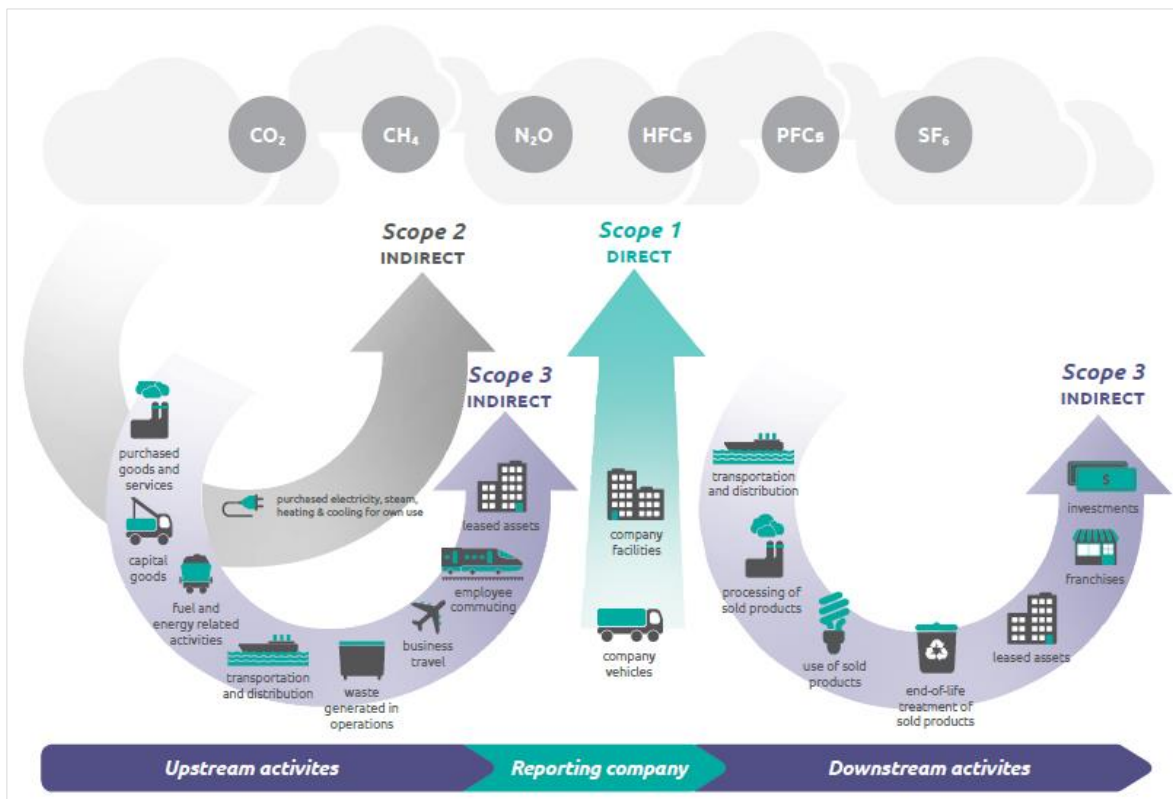 CO₂
CH₄
N₂O
HFCs
PFCs
SF₆
Scope 2
INDIRECT
Scope 1
DIRECT
Scope 3
INDIRECT
Scope 3
INDIRECT
purchased
goods and
services
capital
goods
fuel and
energy related
activities
purchased electricity, steam,
heating & cooling for own use
transportation
and distribution
waste
generated in
operations
business
travel
employee
commuting
leased assets
company
facilities
company
vehicles
transportation
and distribution
processing of
sold products
use of sold
products
end-of-life
treatment of
sold products
leased assets
franchises
$
investments
Upstream activites
Reporting company
Downstream activites